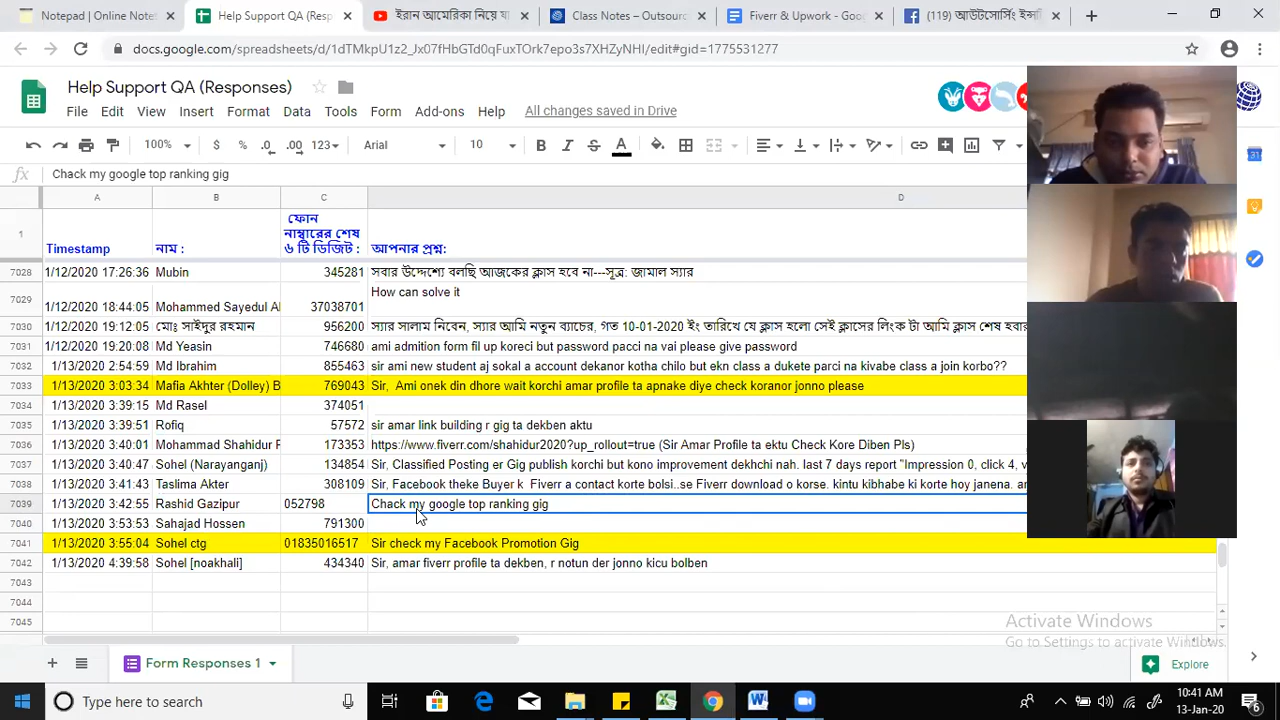 Notepad | Online Notes
Help Support QA (Resp
ইরান আমেরিকা নিয়ে যা
Class Notes – Outsour
Fiverr & Upwork - Goo
(119) আউটসোর্সিং ইন্সা
docs.google.com/spreadsheets/d/1dTMkpU1z2_Jx07fHbGTd0qFuxTOrk7epo3s7XHZyNHI/edit#gid=1775531277
Help Support QA (Responses)
File Edit View Insert Format Data Tools Form Add-ons Help All changes saved in Drive
100% $ % .0 .00 123 Arial 10 B I S A
fx Chack my google top ranking gig
A B C D
1 Timestamp নাম : ফোন নাম্বারের শেষ ৬ টি ডিজিট : আপনার প্রশ্ন:
7028 1/12/2020 17:26:36 Mubin 345281 সবার উদ্দেশ্যে বলছি আজকের ক্লাস হবে না---সূত্র: জামাল স্যার
How can solve it
7029 1/12/2020 18:44:05 Mohammed Sayedul Al 37038701
7030 1/12/2020 19:12:05 মোঃ সাইদুর রহমান 956200 স্যার সালাম নিবেন, স্যার আমি নতুন ব্যাচের, গত 10-01-2020 ইং তারিখে যে ক্লাস হলো সেই ক্লাসের লিংক টা আমি ক্লাস শেষ হবার
7031 1/12/2020 19:20:08 Md Yeasin 746680 ami admition form fil up koreci but password pacci na vai please give password
7032 1/13/2020 2:54:59 Md Ibrahim 855463 sir ami new student aj sokal a account dekanor kotha chilo but ekn class a dukete parci na kivabe class a join korbo??
7033 1/13/2020 3:03:34 Mafia Akhter (Dolley) B 769043 Sir, Ami onek din dhore wait korchi amar profile ta apnake diye check koranor jonno please
7034 1/13/2020 3:39:15 Md Rasel 374051
7035 1/13/2020 3:39:51 Rofiq 57572 sir amar link building r gig ta dekben aktu
7036 1/13/2020 3:40:01 Mohammad Shahidur R 173353 https://www.fiverr.com/shahidur2020?up_rollout=true (Sir Amar Profile ta ektu Check Kore Diben Pls)
7037 1/13/2020 3:40:47 Sohel (Narayanganj) 134854 Sir, Classified Posting er Gig publish korchi but kono improvement dekhchi nah. last 7 days report "Impression 0, click 4, v
7038 1/13/2020 3:41:43 Taslima Akter 308109 Sir, Facebook theke Buyer k Fiverr a contact korte bolsi..se Fiverr download o korse. kintu kibhabe ki korte hoy janena. ar
7039 1/13/2020 3:42:55 Rashid Gazipur 052798 Chack my google top ranking gig
7040 1/13/2020 3:53:53 Sahajad Hossen 791300
7041 1/13/2020 3:55:04 Sohel ctg 01835016517 Sir check my Facebook Promotion Gig
7042 1/13/2020 4:39:58 Sohel [noakhali] 434340 Sir, amar fiverr profile ta dekben, r notun der jonno kicu bolben
7043
7044
7045
Activate Windows
Go to Settings to activate Windows.
Form Responses 1 Explore
Type here to search
10:41 AM
13-Jan-20
6